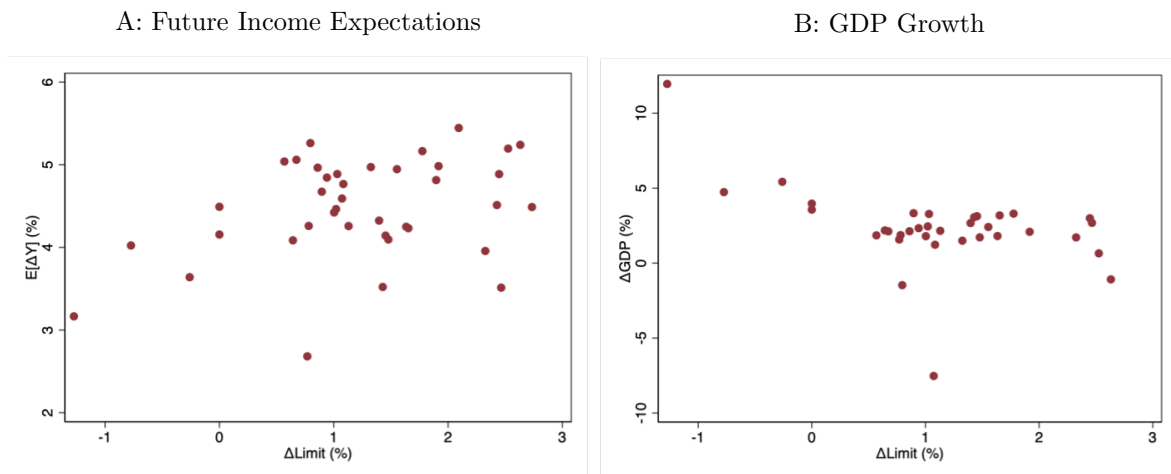 A: Future Income Expectations
E[ΔY] (%)
6
5
4
3
2
-1 0 1 2 3
ΔLimit (%)
B: GDP Growth
ΔGDP (%)
10
5
0
-5
-10
-1 0 1 2 3
ΔLimit (%)